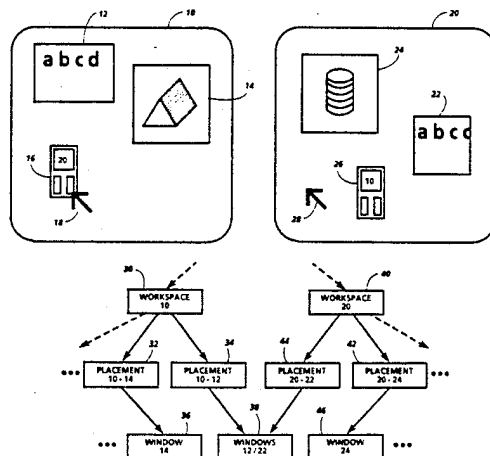 12
10
20
abcd
24
14
22
abcc
16
20
26
10
18
28
30
40
WORKSPACE
10
WORKSPACE
20
32
34
44
42
PLACEMENT
10 - 14
PLACEMENT
10 - 12
PLACEMENT
20 - 22
PLACEMENT
20 - 24
36
38
46
WINDOW
14
WINDOWS
12 / 22
WINDOW
24